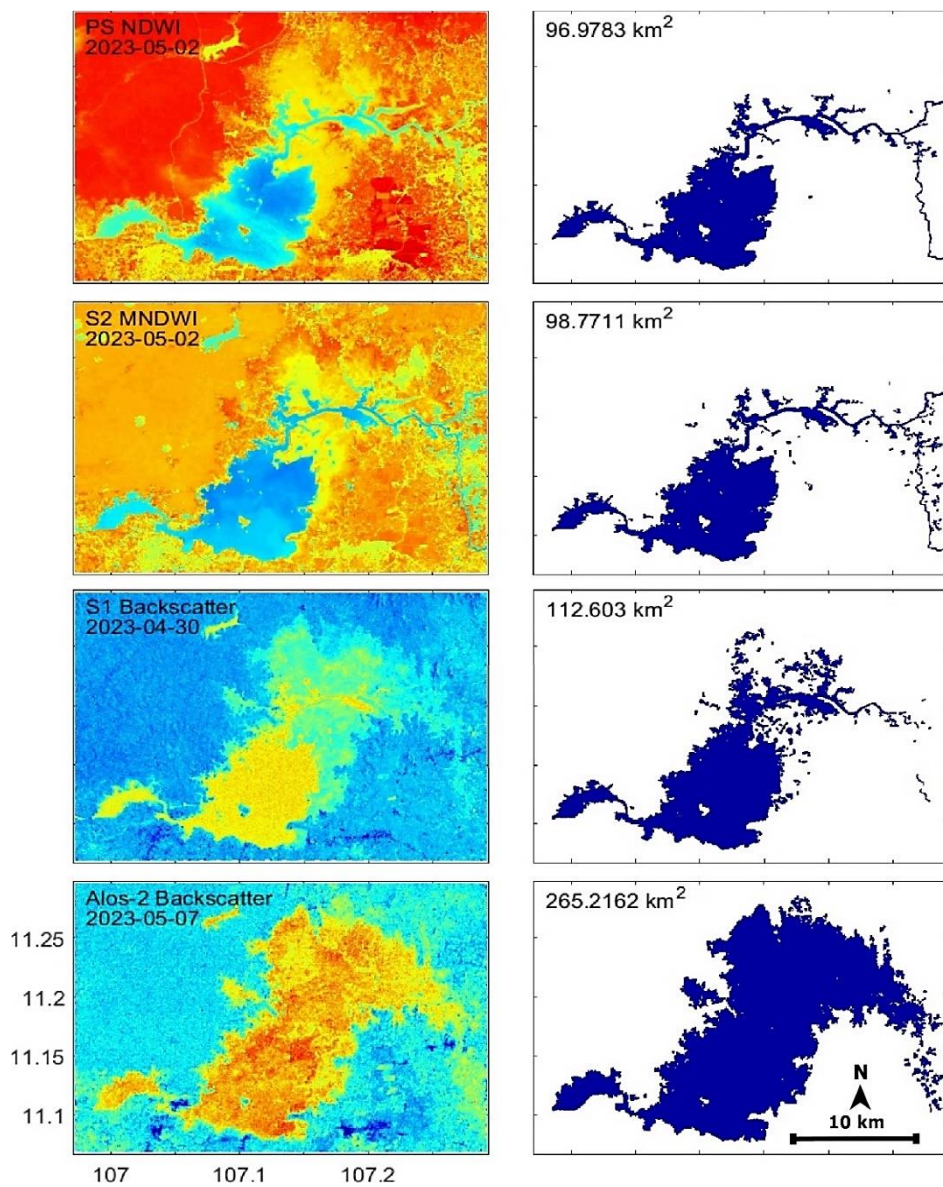 PS NDWI
2023-05-02
96.9783 km²
S2 MNDWI
2023-05-02
98.7711 km²
S1 Backscatter
2023-04-30
112.603 km²
Alos-2 Backscatter
2023-05-07
265.2162 km²
11.25
11.2
11.15
11.1
N
10 km
107
107.1
107.2